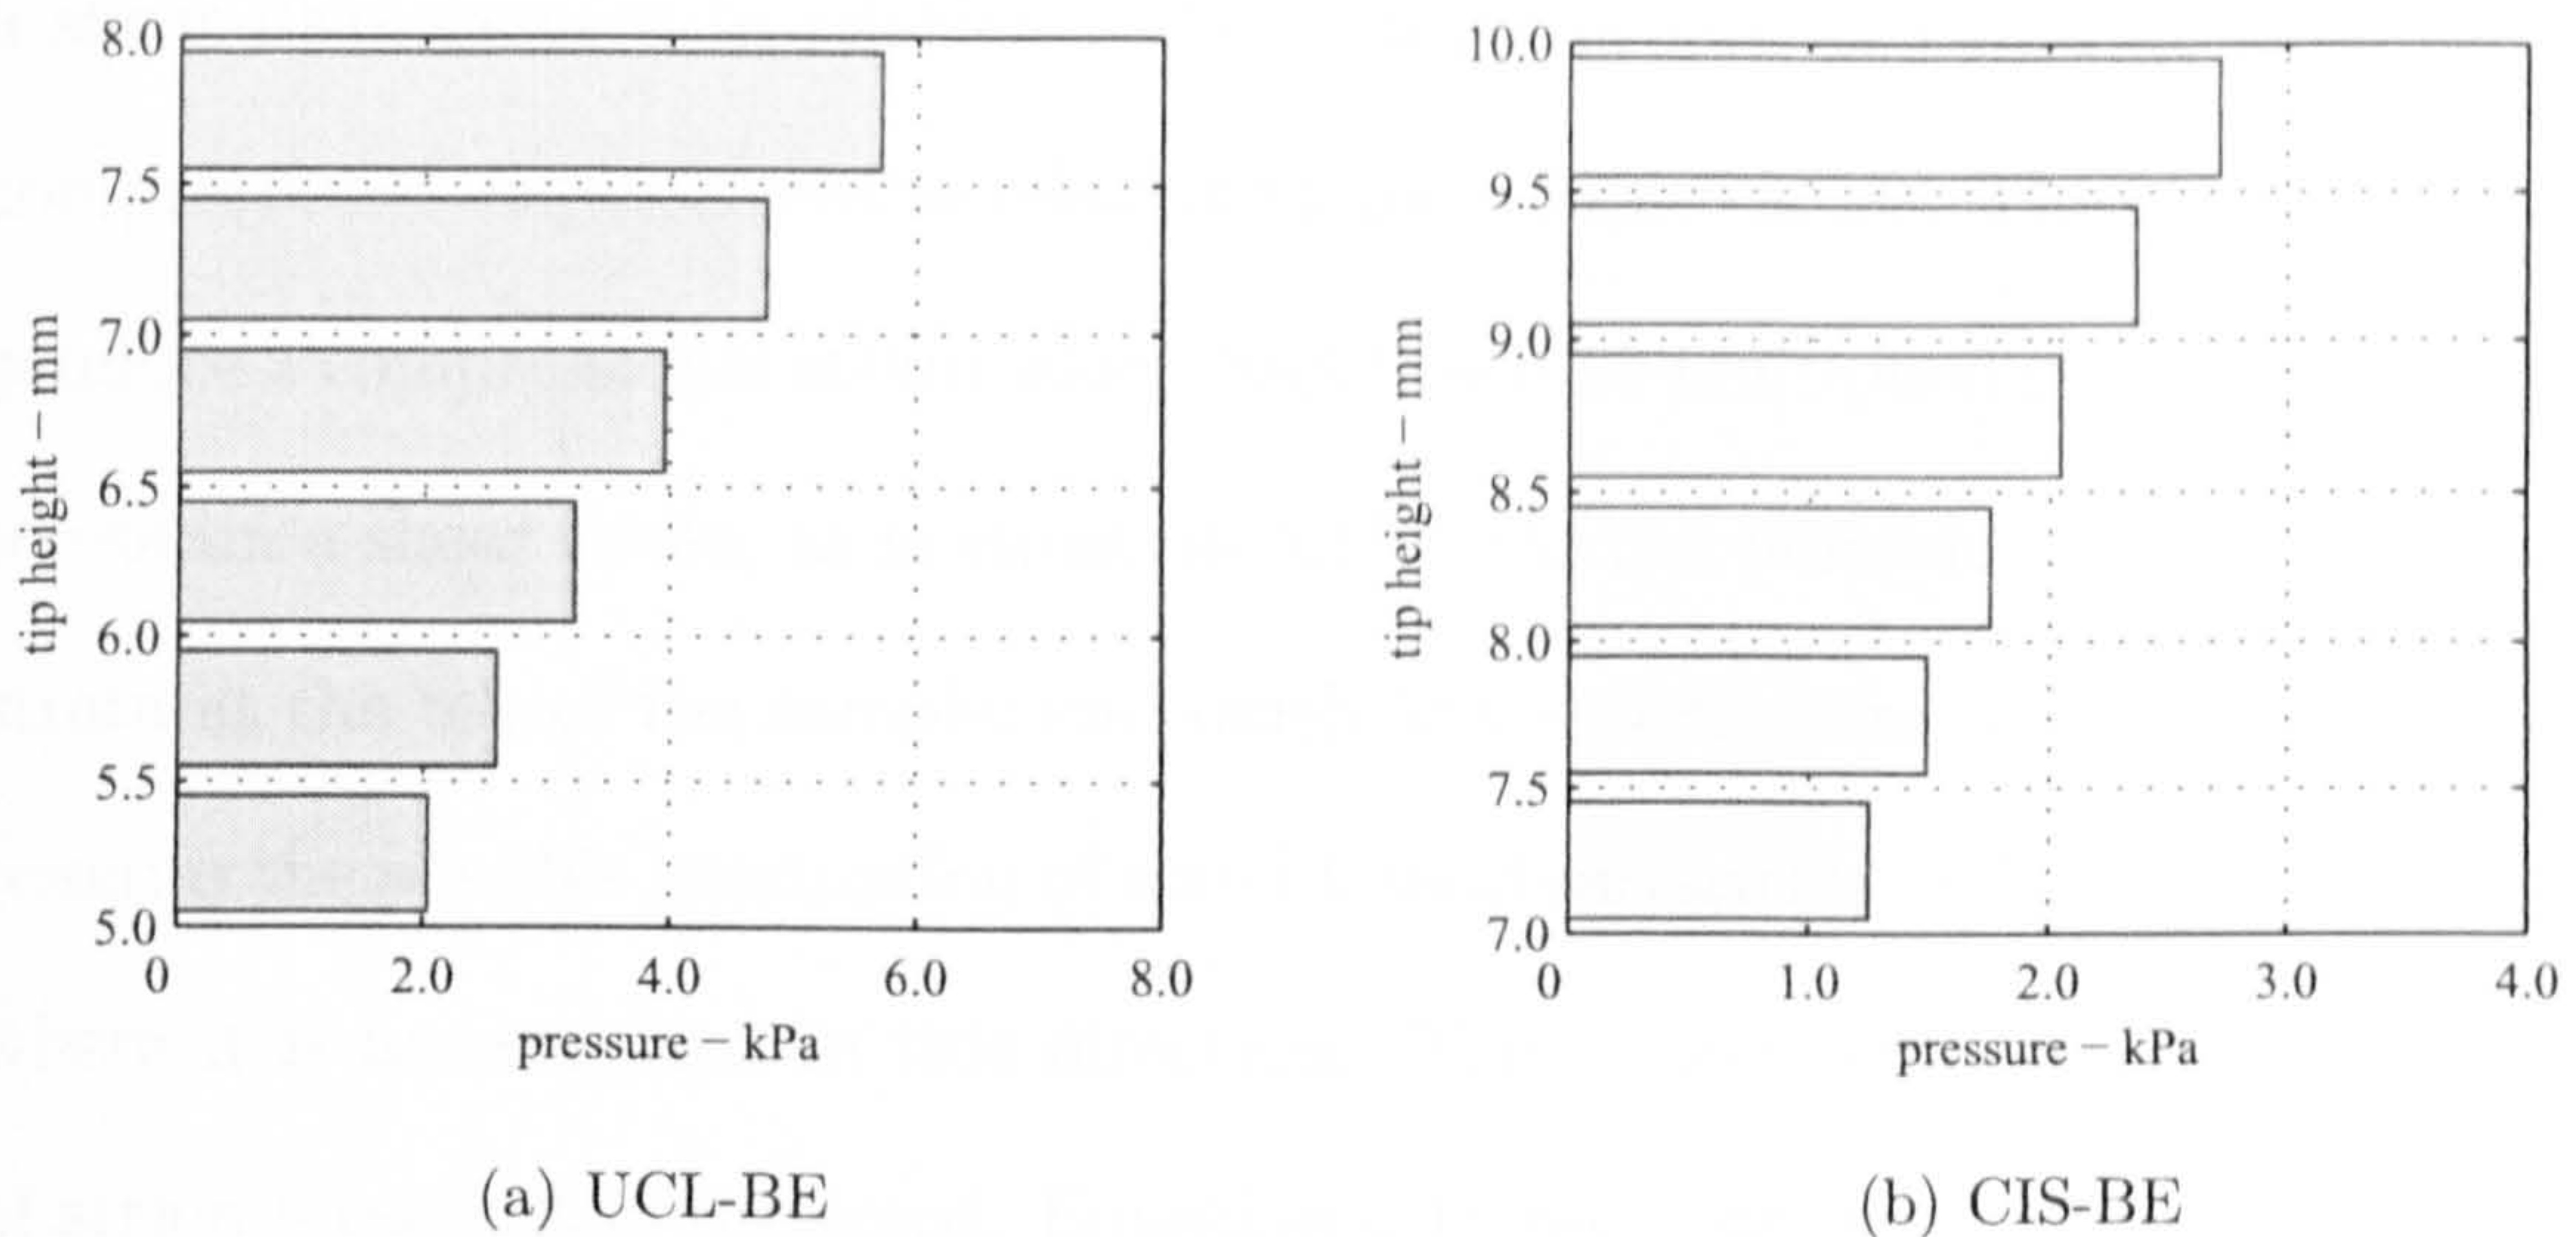 8.0
7.5
7.0
6.5
6.0
5.5
5.0
tip height – mm
0 2.0 4.0 6.0 8.0
pressure – kPa
(a) UCL-BE
10.0
9.5
9.0
8.5
8.0
7.5
7.0
tip height – mm
0 1.0 2.0 3.0 4.0
pressure – kPa
(b) CIS-BE